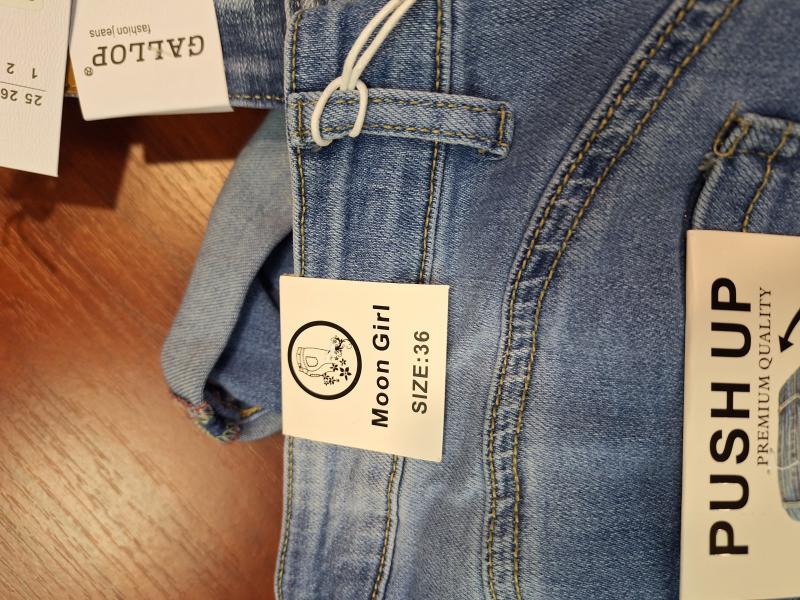 GALLOP®
fashion jeans
25 26
1 2
Moon Girl
SIZE:36
PUSH UP
PREMIUM QUALITY